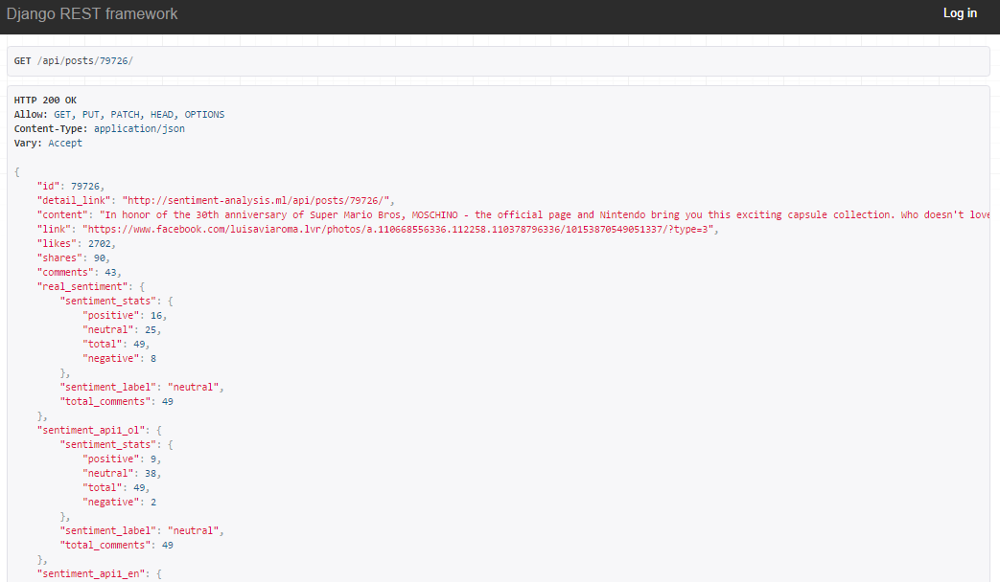 Django REST framework
Log in
GET /api/posts/79726/
HTTP 200 OK
Allow: GET, PUT, PATCH, HEAD, OPTIONS
Content-Type: application/json
Vary: Accept
{
    "id": 79726,
    "detail_link": "http://sentiment-analysis.ml/api/posts/79726/",
    "content": "In honor of the 30th anniversary of Super Mario Bros, MOSCHINO - the official page and Nintendo bring you this exciting capsule collection. Who doesn't love
    "link": "https://www.facebook.com/luisaviaroma.lvr/photos/a.110668556336.112258.110378796336/10153870549051337/?type=3",
    "likes": 2702,
    "shares": 90,
    "comments": 43,
    "real_sentiment": {
        "sentiment_stats": {
            "positive": 16,
            "neutral": 25,
            "total": 49,
            "negative": 8
        },
        "sentiment_label": "neutral",
        "total_comments": 49
    },
    "sentiment_api1_ol": {
        "sentiment_stats": {
            "positive": 9,
            "neutral": 38,
            "total": 49,
            "negative": 2
        },
        "sentiment_label": "neutral",
        "total_comments": 49
    },
    "sentiment_api1_en": {